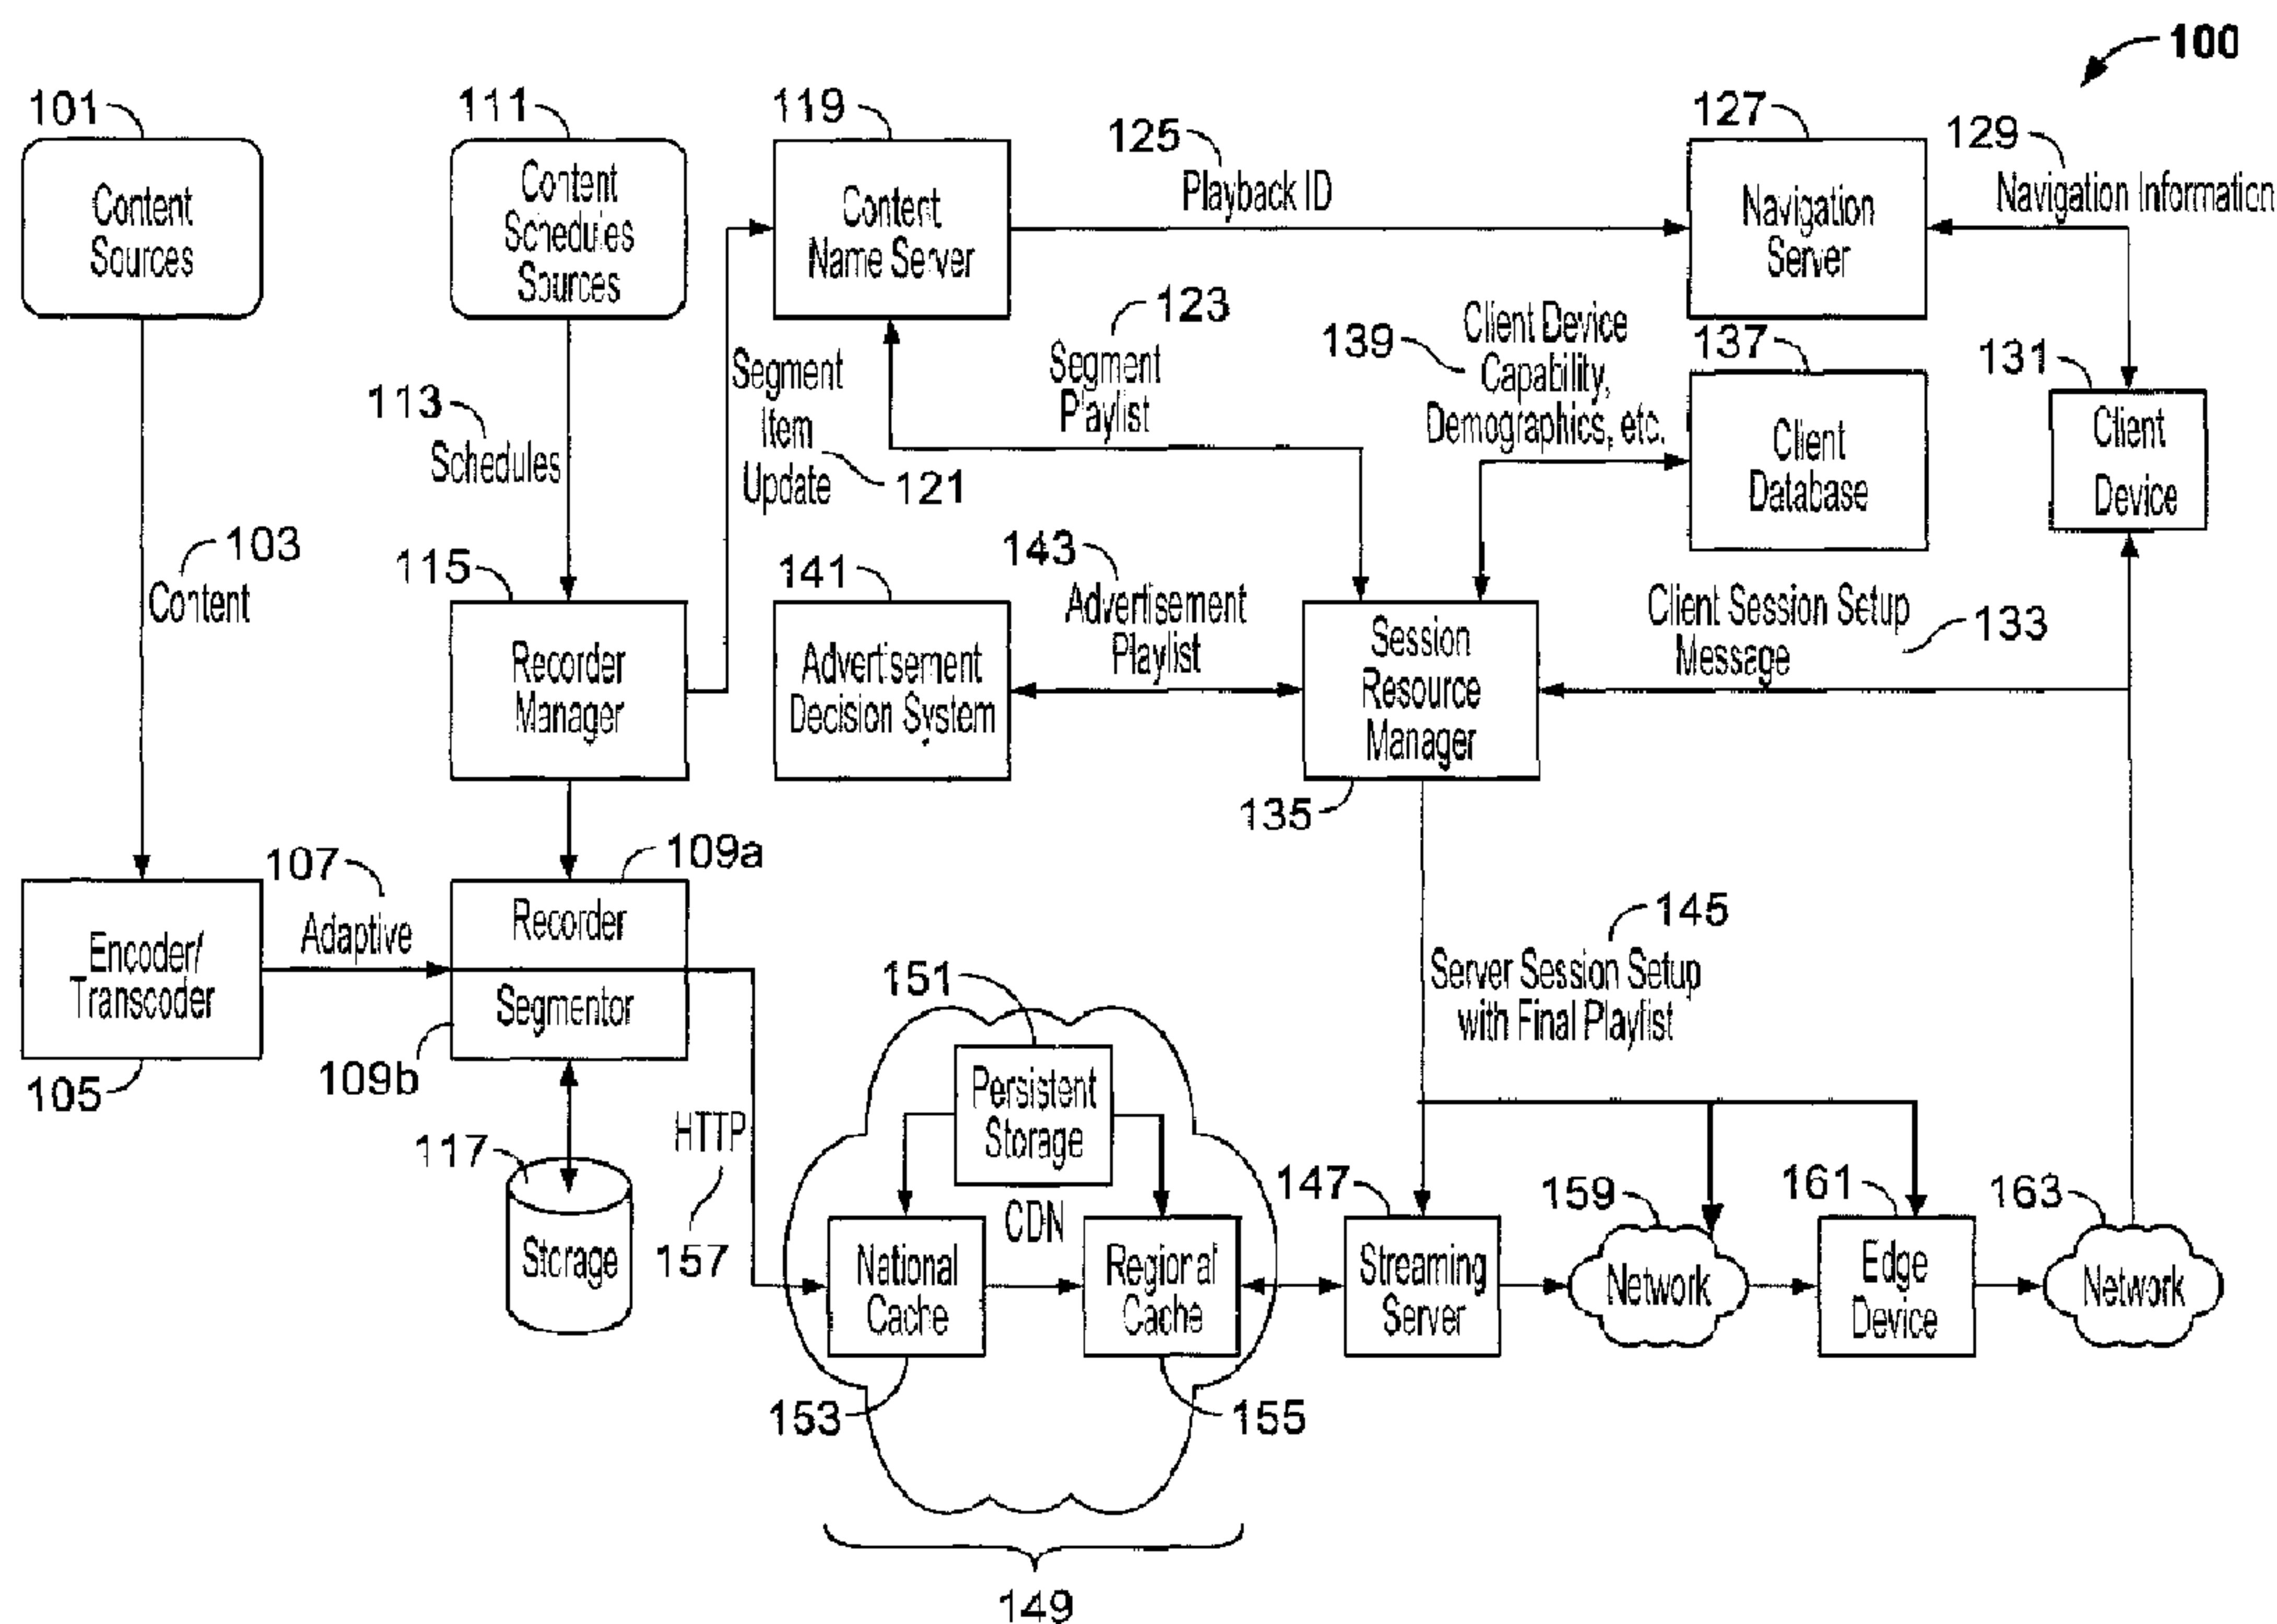 100
101
111
119
125
127
129
Content
Sources
Content
Schedules
Sources
Content
Name Server
Playback ID
Navigation
Server
Navigation Information
113
Schedules
Segment
Item
Update
121
123
Segment
Playlist
139
Client Device
Capability,
Demographics, etc.
137
Client
Database
131
Client
Device
103
Content
115
Recorder
Manager
141
Advertisement
Decision System
143
Advertisement
Playlist
Session
Resource
Manager
135
Client Session Setup
Message
133
107
Adaptive
109a
Recorder
Segmentor
109b
Encoder/
Transcoder
105
117
Storage
HTTP
157
151
Persistent
Storage
CDN
National
Cache
Regional
Cache
153
155
149
145
Server Session Setup
with Final Playlist
147
Streaming
Server
159
Network
161
Edge
Device
163
Network